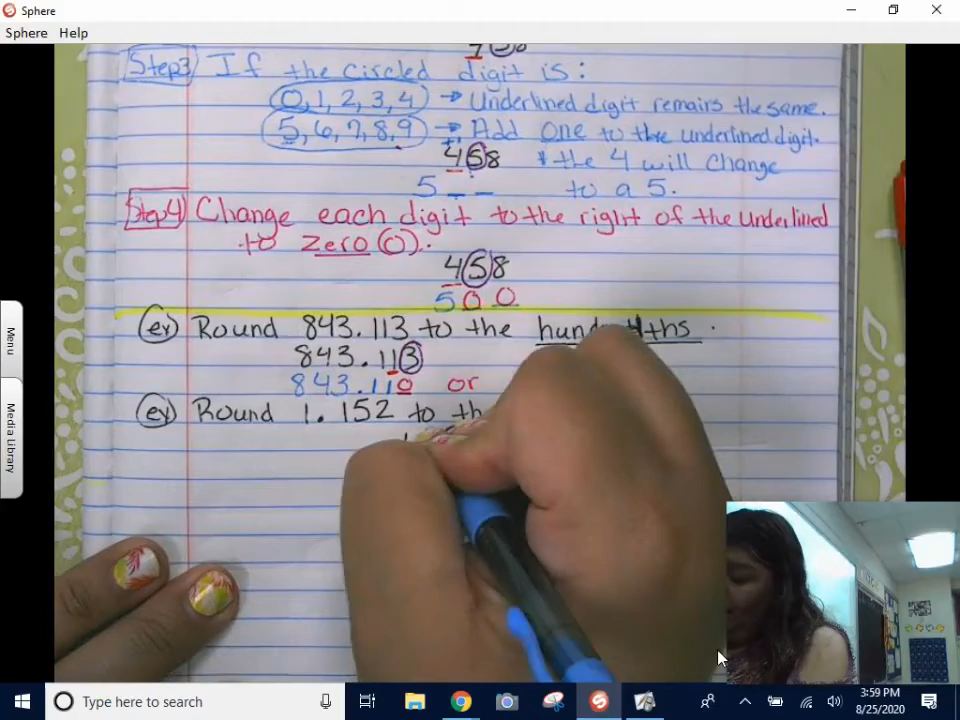 Sphere
Sphere Help
Step3 If the circled digit is:
0,1,2,3,4 → Underlined digit remains the same.
5,6,7,8,9 → Add one to the underlined digit.
458 * the 4 will change
5 _ _ to a 5.
Step4 Change each digit to the right of the underlined
to zero (0).
458
500
ex Round 843.113 to the
843.113
843.110 or
ex Round 1.152 to the
Menu
Media Library
Type here to search
3:59 PM
8/25/2020